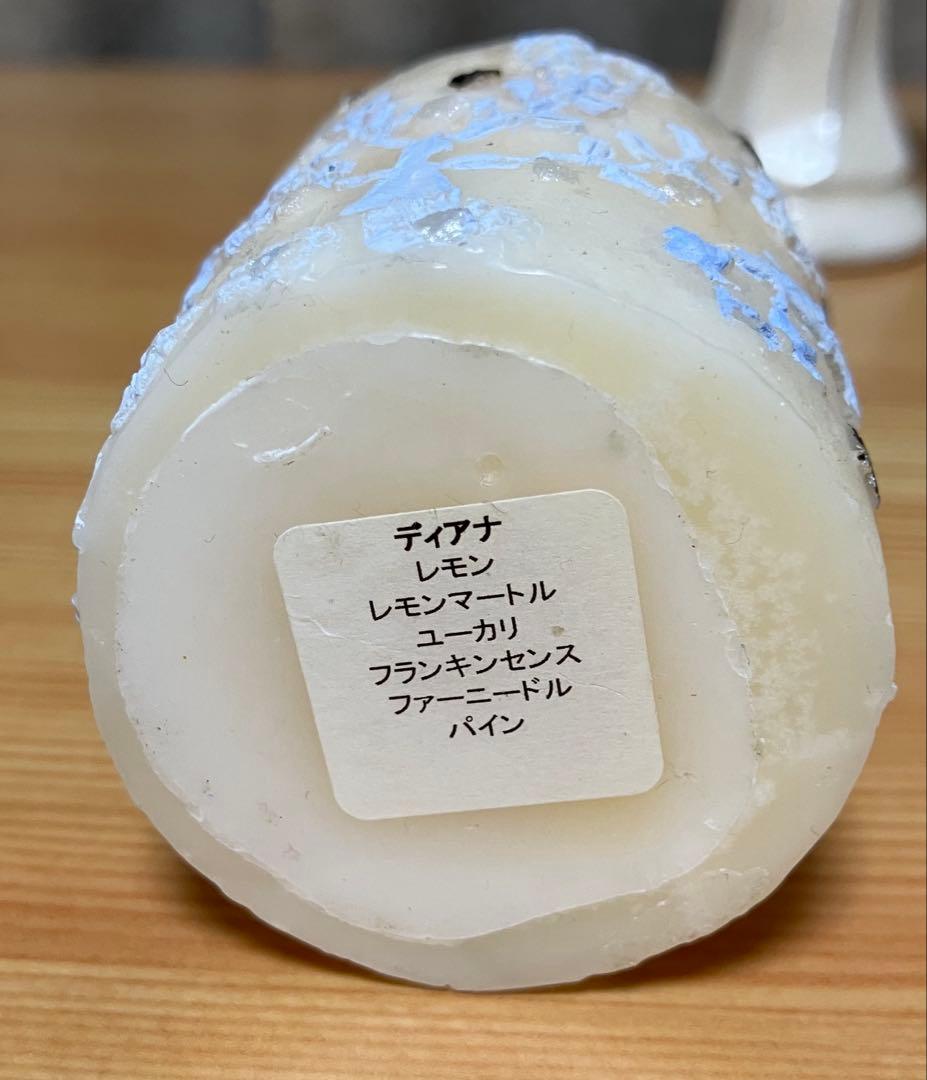 ディアナ
レモン
レモンマートル
ユーカリ
フランキンセンス
ファーニードル
パイン